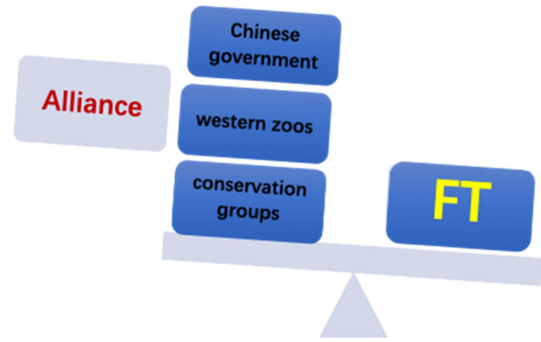 Chinese
government
Alliance
western zoos
conservation
groups
FT